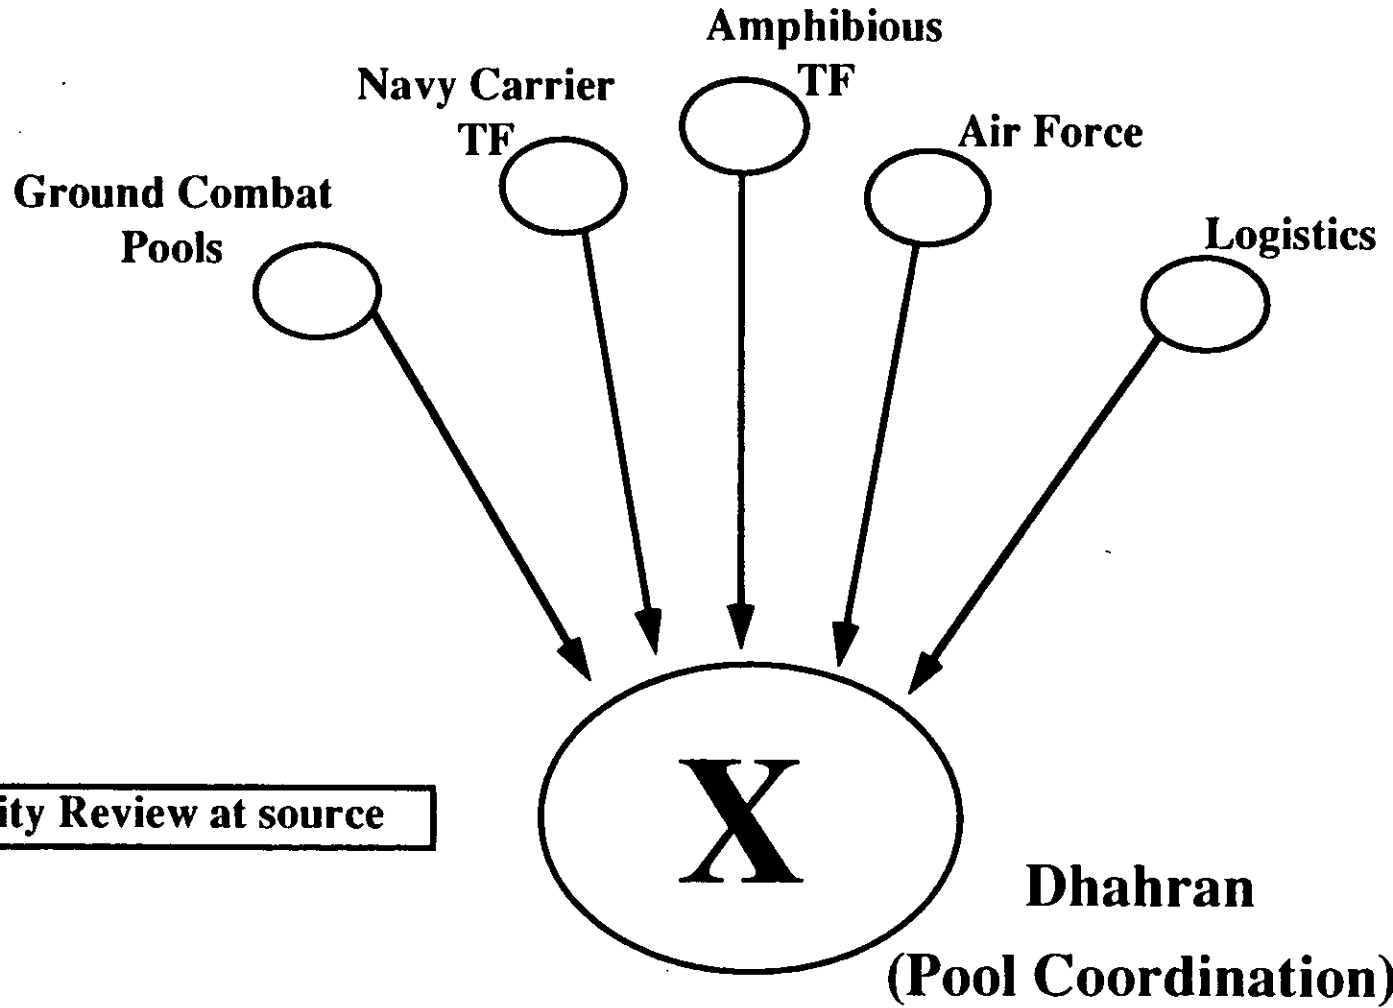 Amphibious
TF
Navy Carrier
TF
Air Force
Ground Combat
Pools
Logistics
X
ity Review at source
Dhahran
(Pool Coordination)